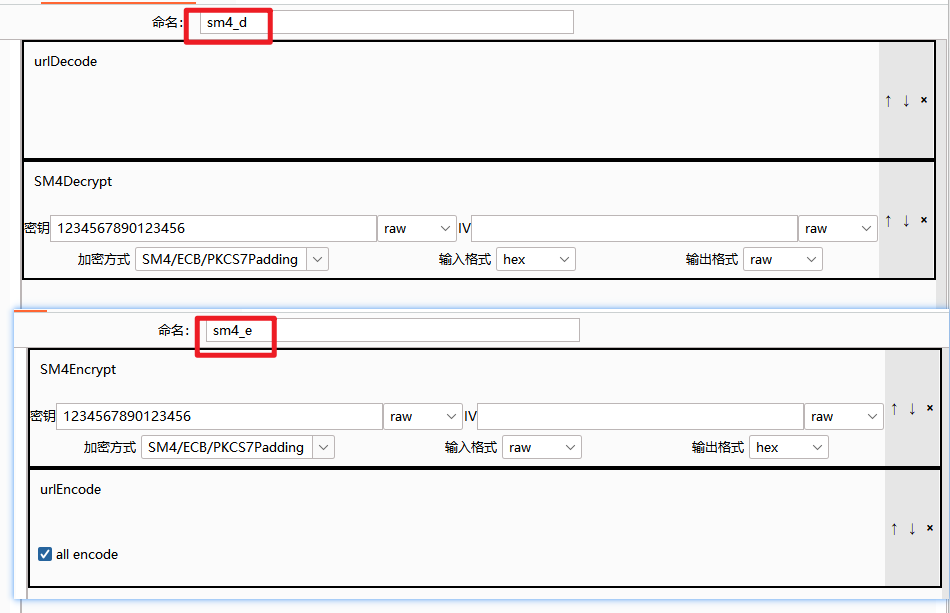 命名： sm4_d
urlDecode
↑ ↓ ×
SM4Decrypt
密钥 1234567890123456 raw IV raw
↑ ↓ ×
加密方式 SM4/ECB/PKCS7Padding 输入格式 hex 输出格式 raw
命名： sm4_e
SM4Encrypt
密钥 1234567890123456 raw IV raw
↑ ↓ ×
加密方式 SM4/ECB/PKCS7Padding 输入格式 raw 输出格式 hex
urlEncode
↑ ↓ ×
all encode